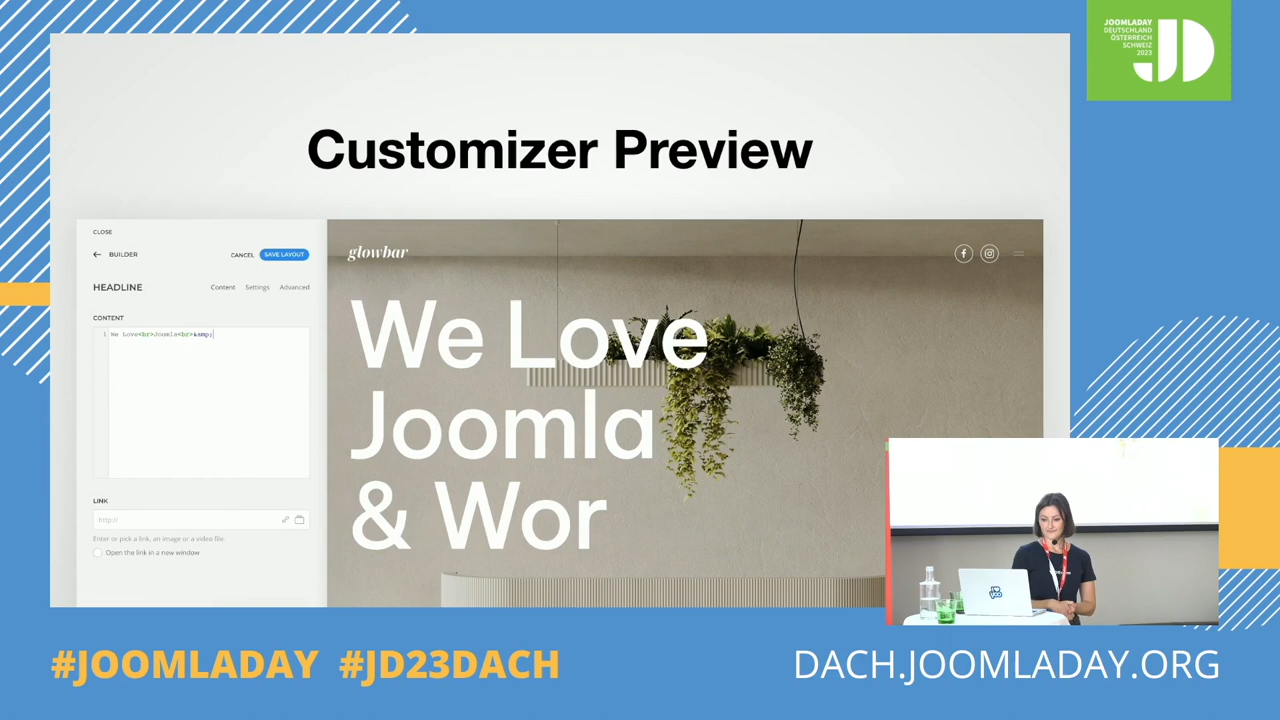 JOOMLADAY
DEUTSCHLAND
ÖSTERREICH
SCHWEIZ
2023
JD
Customizer Preview
CLOSE
BUILDER
CANCEL
SAVE LAYOUT
HEADLINE
Content
Settings
Advanced
CONTENT
1
We Love<br>Joomla<br>&amp;
LINK
http://
Enter or pick a link, an image or a video file.
Open the link in a new window
glowbar
We Love
Joomla
& Wor
#JOOMLADAY #JD23DACH
DACH.JOOMLADAY.ORG